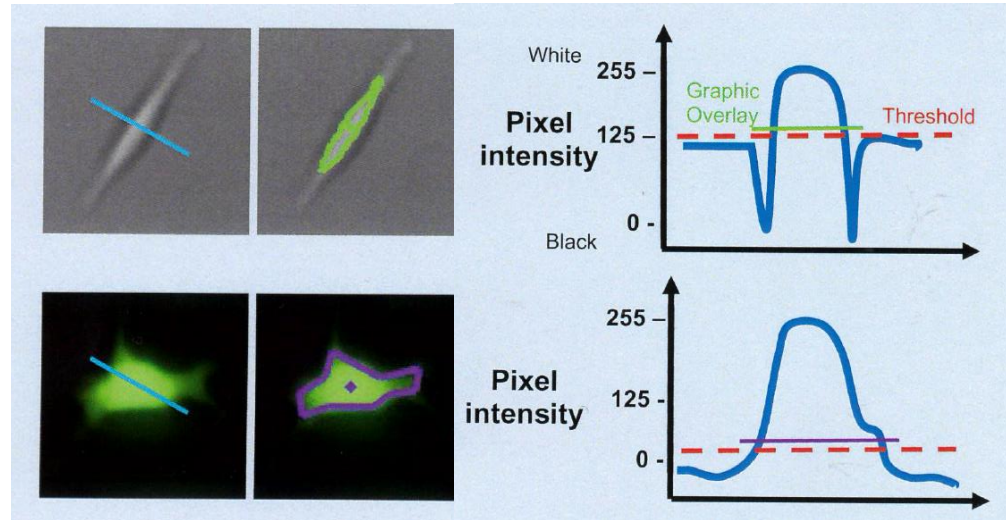 White
255 –
Graphic
Overlay
Threshold
Pixel
intensity
125 -
0 -
Black
255 –
Pixel
intensity
125 -
0 -